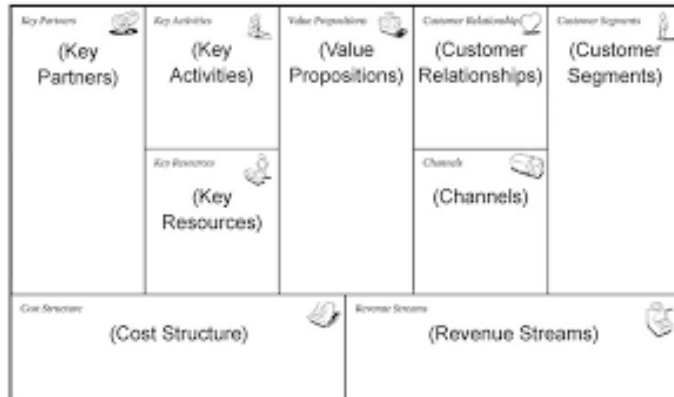 Key Partners
(Key
Partners)
Key Activities
(Key
Activities)
Key Resources
(Key
Resources)
Value Propositions
(Value
Propositions)
Customer Relationship
(Customer
Relationships)
Channels
(Channels)
Customer Segments
(Customer
Segments)
Cost Structure
(Cost Structure)
Revenue Streams
(Revenue Streams)